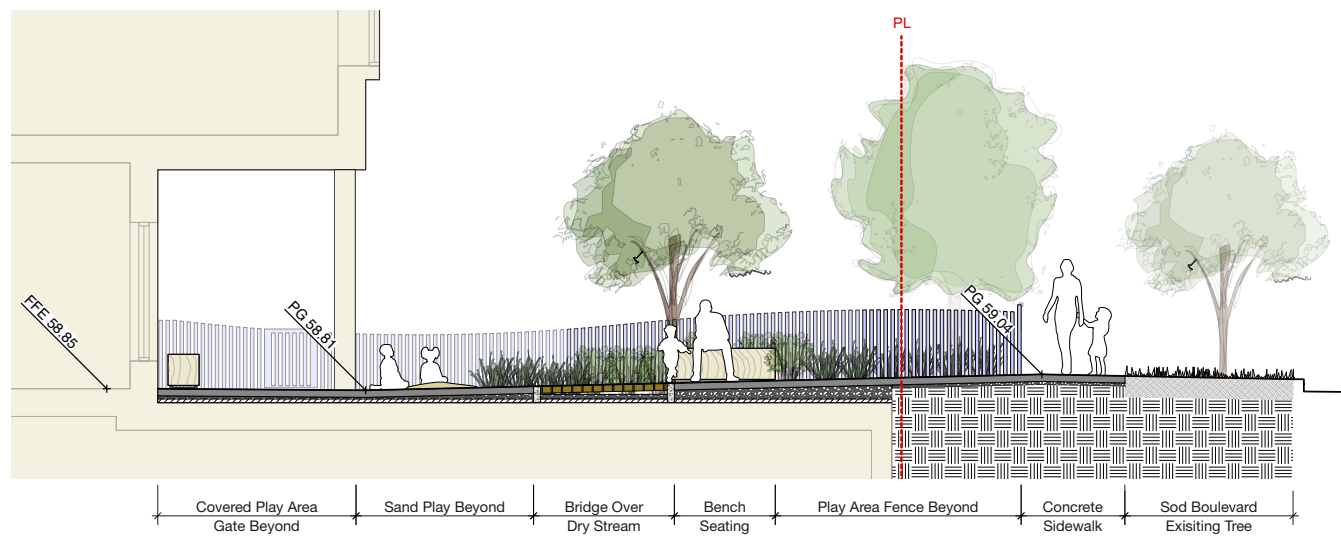 PL
FFE 58.85
PG 58.81
PG 59.04
Covered Play Area
Gate Beyond
Sand Play Beyond
Bridge Over
Dry Stream
Bench
Seating
Play Area Fence Beyond
Concrete
Sidewalk
Sod Boulevard
Exisiting Tree